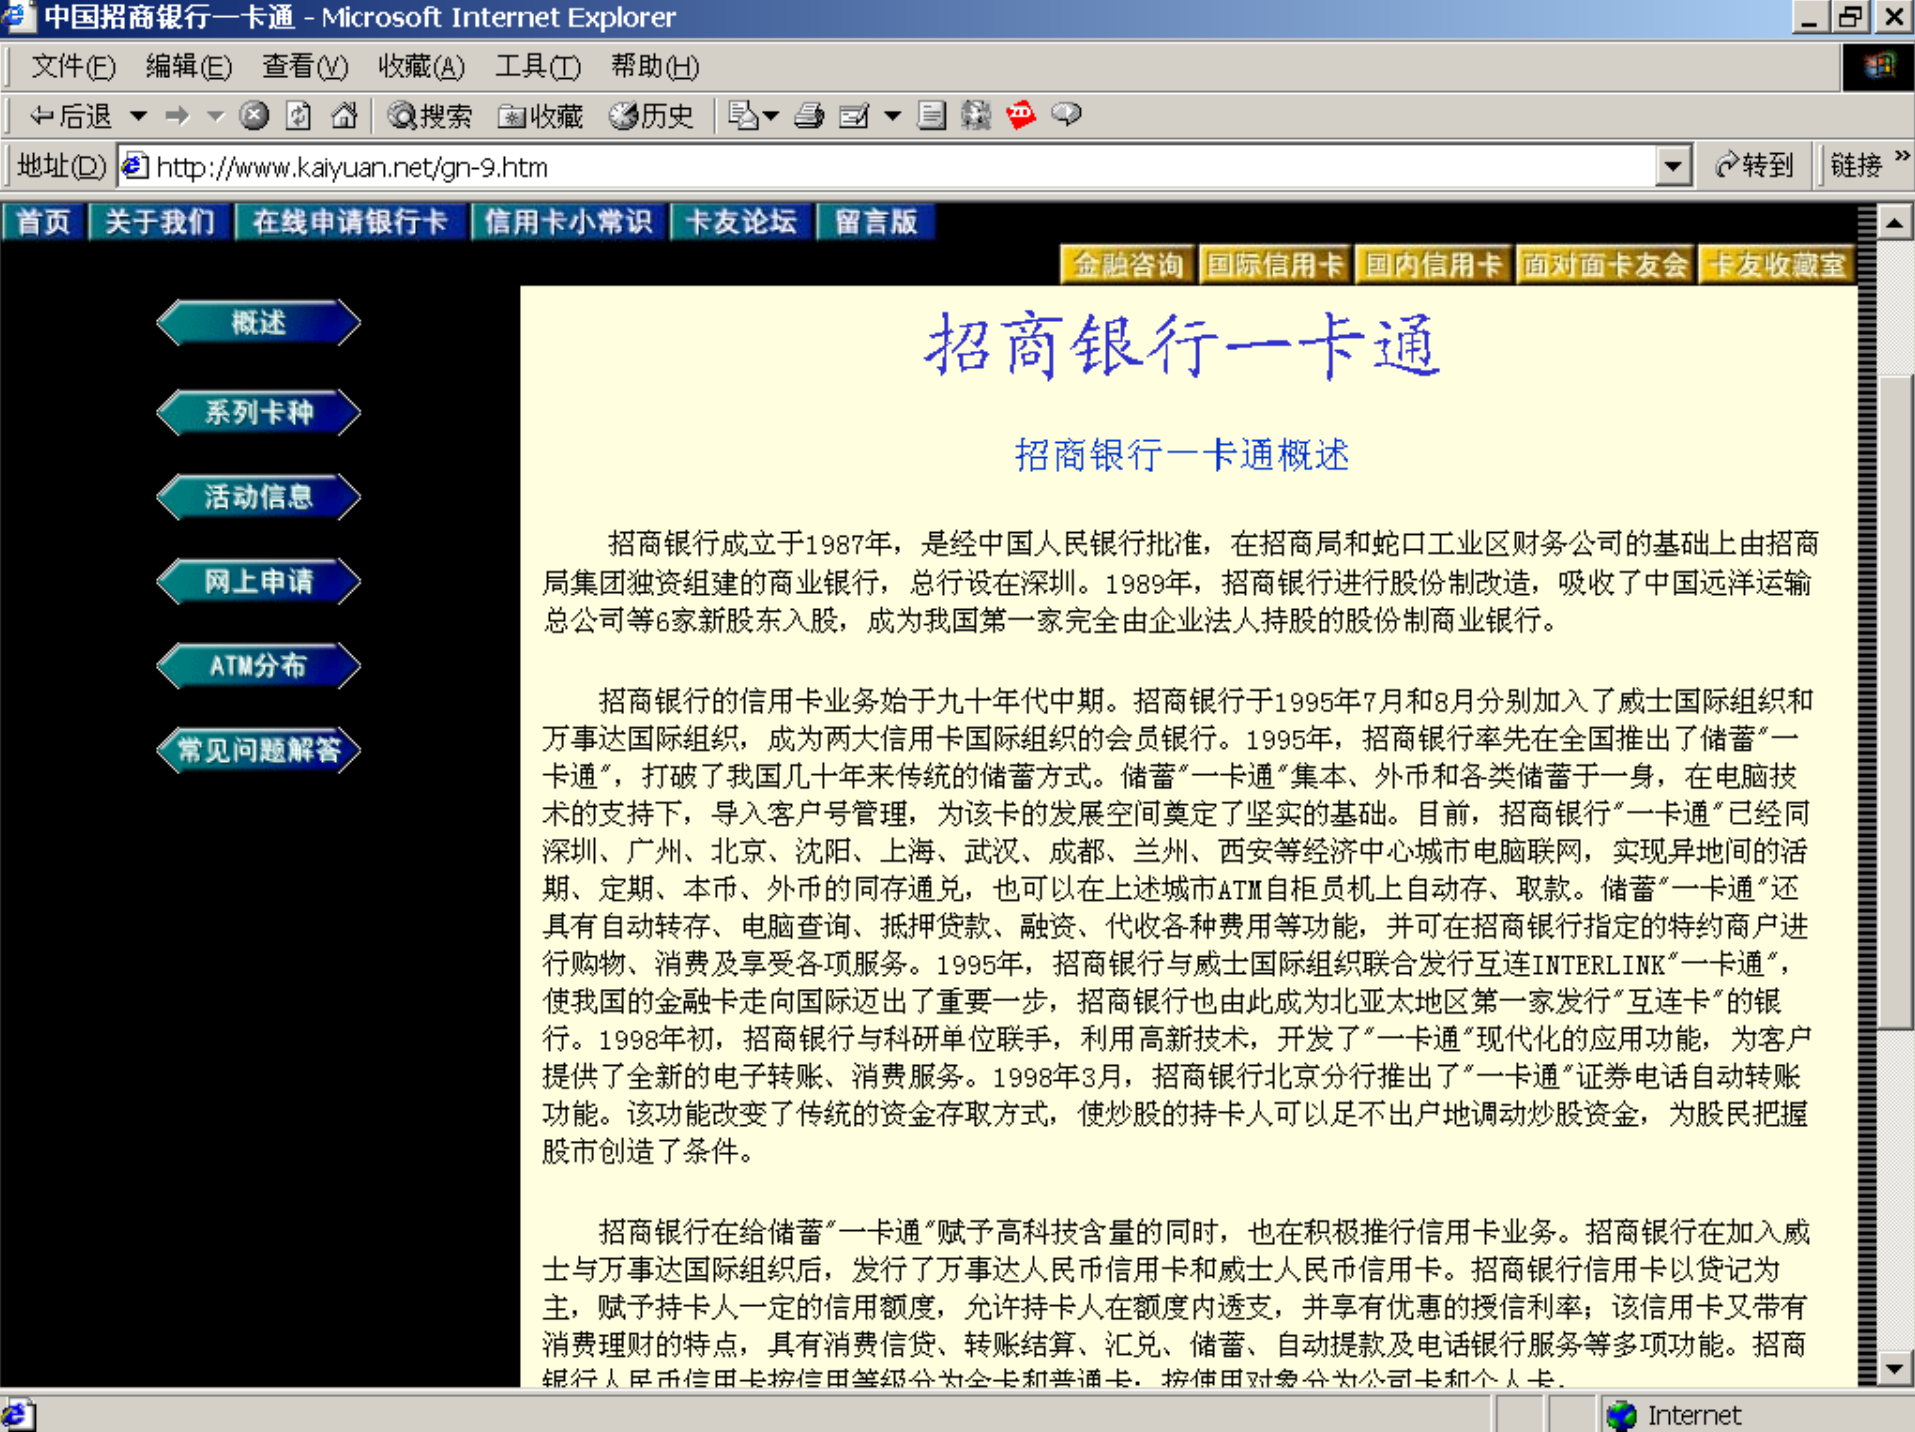 中国招商银行一卡通 - Microsoft Internet Explorer
文件(F) 编辑(E) 查看(V) 收藏(A) 工具(T) 帮助(H)
后退 搜索 收藏 历史
地址(D) http://www.kaiyuan.net/gn-9.htm 转到 链接 »
首页 关于我们 在线申请银行卡 信用卡小常识 卡友论坛 留言版
金融咨询 国际信用卡 国内信用卡 面对面卡友会 卡友收藏室
概述
系列卡种
活动信息
网上申请
ATM分布
常见问题解答
招商银行一卡通
招商银行一卡通概述
招商银行成立于1987年，是经中国人民银行批准，在招商局和蛇口工业区财务公司的基础上由招商
局集团独资组建的商业银行，总行设在深圳。1989年，招商银行进行股份制改造，吸收了中国远洋运输
总公司等6家新股东入股，成为我国第一家完全由企业法人持股的股份制商业银行。
招商银行的信用卡业务始于九十年代中期。招商银行于1995年7月和8月分别加入了威士国际组织和
万事达国际组织，成为两大信用卡国际组织的会员银行。1995年，招商银行率先在全国推出了储蓄"一
卡通"，打破了我国几十年来传统的储蓄方式。储蓄"一卡通"集本、外币和各类储蓄于一身，在电脑技
术的支持下，导入客户号管理，为该卡的发展空间奠定了坚实的基础。目前，招商银行"一卡通"已经同
深圳、广州、北京、沈阳、上海、武汉、成都、兰州、西安等经济中心城市电脑联网，实现异地间的活
期、定期、本币、外币的同存通兑，也可以在上述城市ATM自柜员机上自动存、取款。储蓄"一卡通"还
具有自动转存、电脑查询、抵押贷款、融资、代收各种费用等功能，并可在招商银行指定的特约商户进
行购物、消费及享受各项服务。1995年，招商银行与威士国际组织联合发行互连INTERLINK"一卡通"，
使我国的金融卡走向国际迈出了重要一步，招商银行也由此成为北亚太地区第一家发行"互连卡"的银
行。1998年初，招商银行与科研单位联手，利用高新技术，开发了"一卡通"现代化的应用功能，为客户
提供了全新的电子转账、消费服务。1998年3月，招商银行北京分行推出了"一卡通"证券电话自动转账
功能。该功能改变了传统的资金存取方式，使炒股的持卡人可以足不出户地调动炒股资金，为股民把握
股市创造了条件。
招商银行在给储蓄"一卡通"赋予高科技含量的同时，也在积极推行信用卡业务。招商银行在加入威
士与万事达国际组织后，发行了万事达人民币信用卡和威士人民币信用卡。招商银行信用卡以贷记为
主，赋予持卡人一定的信用额度，允许持卡人在额度内透支，并享有优惠的授信利率；该信用卡又带有
消费理财的特点，具有消费信贷、转账结算、汇兑、储蓄、自动提款及电话银行服务等多项功能。招商
银行人民币信用卡按信用等级分为金卡和普通卡；按使用对象分为公司卡和个人卡.
Internet